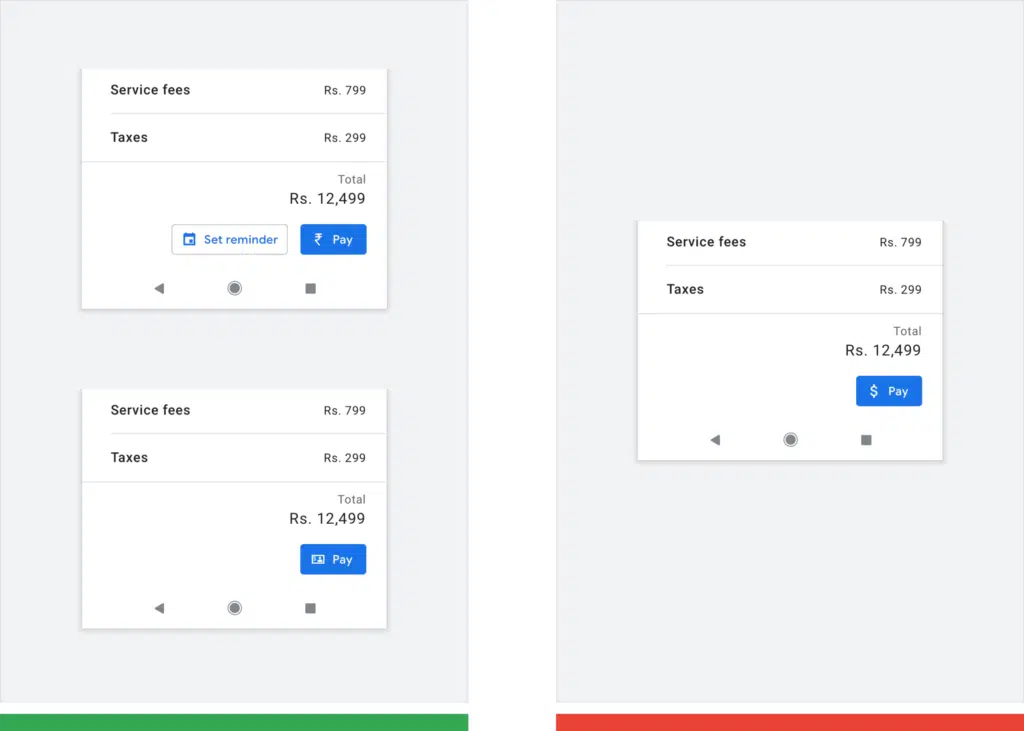 Service fees Rs. 799
Taxes Rs. 299
Total
Rs. 12,499
Set reminder ₹ Pay
Service fees Rs. 799
Taxes Rs. 299
Total
Rs. 12,499
Pay
Service fees Rs. 799
Taxes Rs. 299
Total
Rs. 12,499
$ Pay